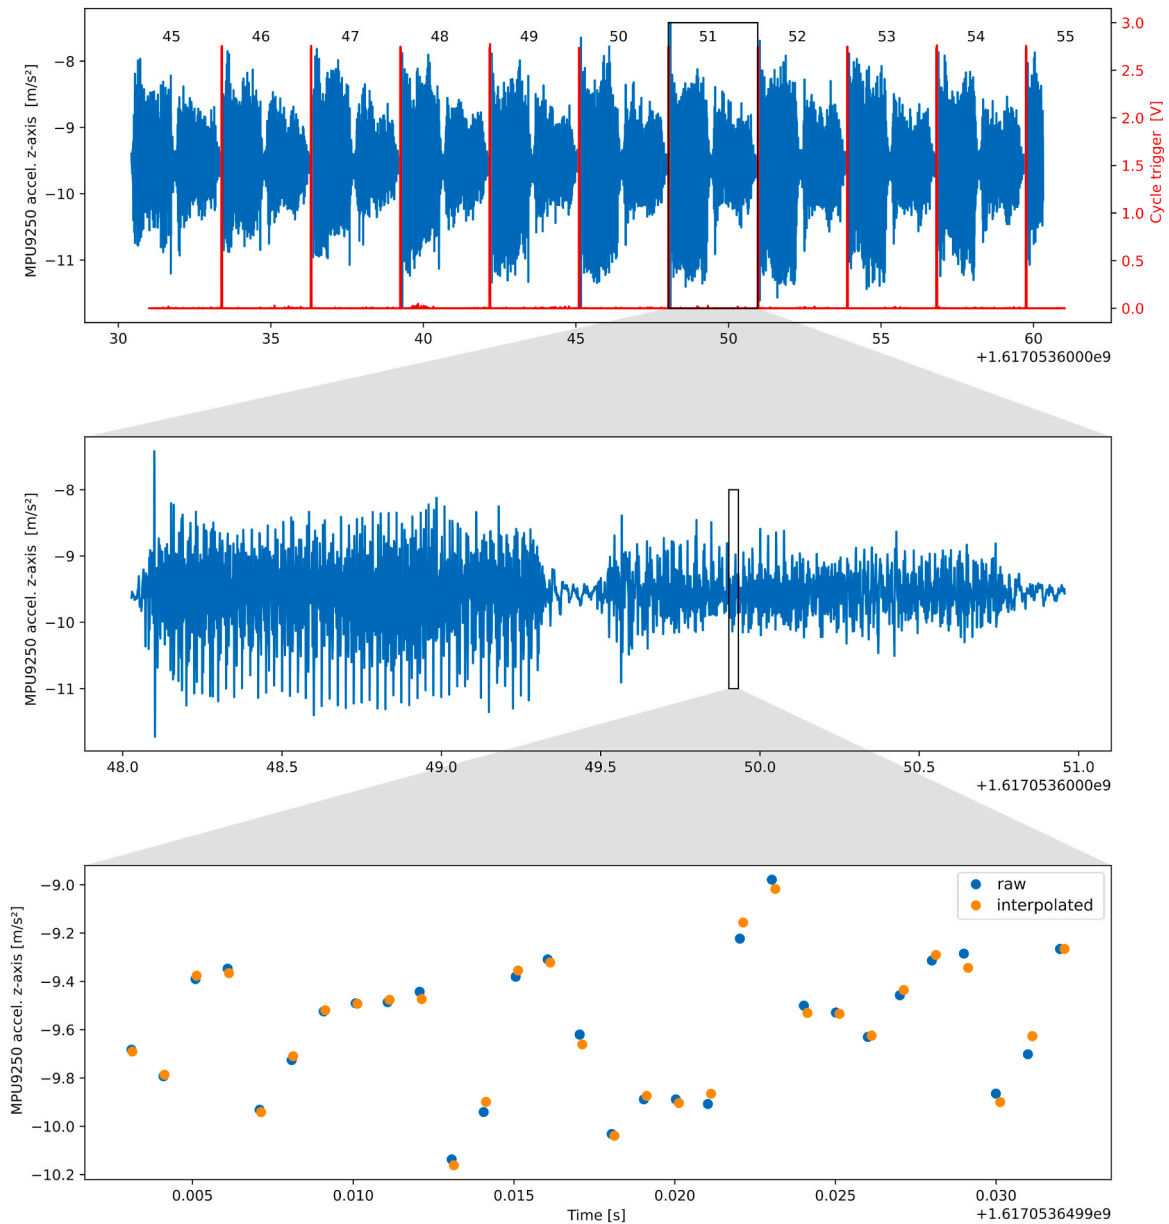 45 46 47 48 49 50 51 52 53 54 55
3.0
−8
2.5
−9
2.0
1.5
−10
1.0
−11
0.5
0.0
MPU9250 accel. z-axis  [m/s²]
Cycle trigger  [V]
30 35 40 45 50 55 60
+1.6170536000e9
−8
−9
−10
−11
MPU9250 accel. z-axis  [m/s²]
48.0 48.5 49.0 49.5 50.0 50.5 51.0
+1.6170536000e9
raw
interpolated
−9.0
−9.2
−9.4
−9.6
−9.8
−10.0
−10.2
MPU9250 accel. z-axis [m/s²]
0.005 0.010 0.015 0.020 0.025 0.030
Time [s]
+1.6170536499e9